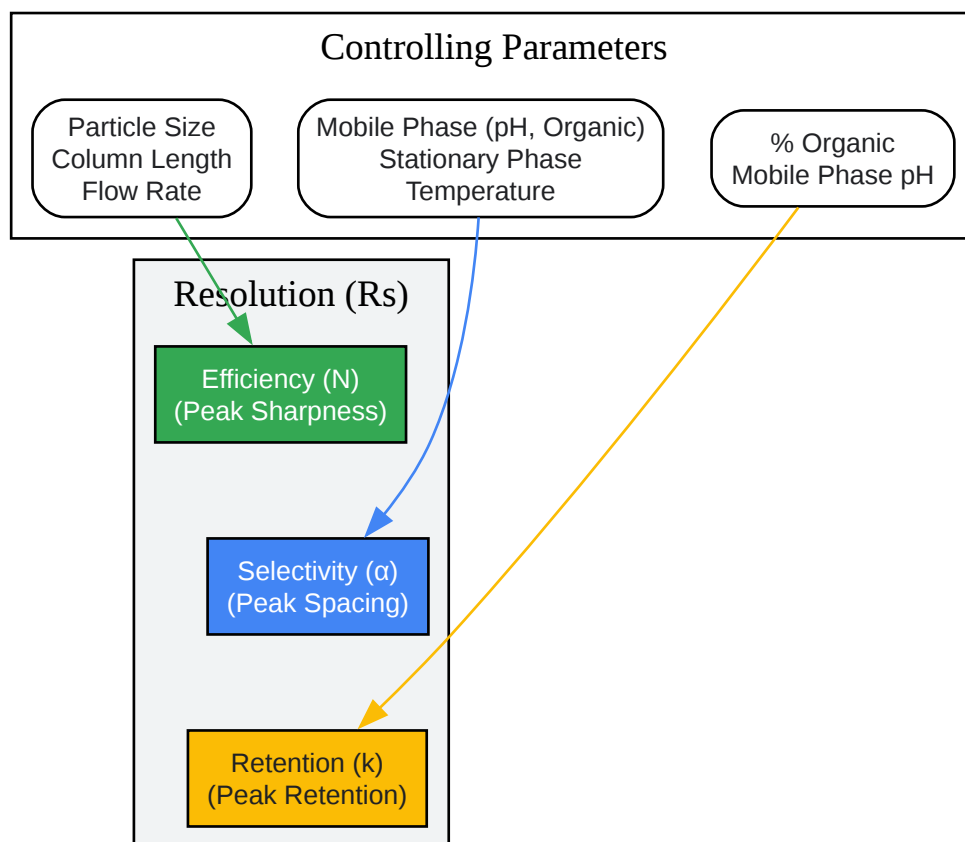 Controlling Parameters
Particle Size
Column Length
Flow Rate
Mobile Phase (pH, Organic)
Stationary Phase
Temperature
% Organic
Mobile Phase pH
Resolution (Rs)
Efficiency (N)
(Peak Sharpness)
Selectivity (α)
(Peak Spacing)
Retention (k)
(Peak Retention)